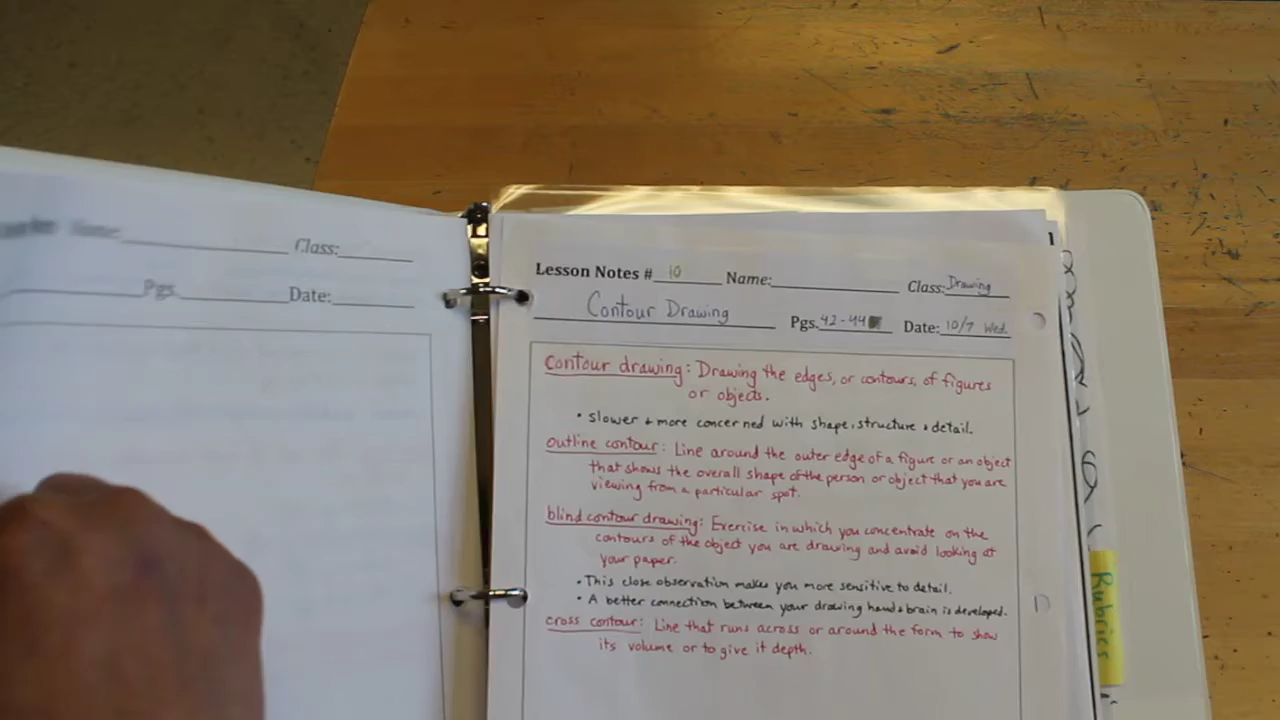 Name: Class:
Pgs. Date:
Lesson Notes # 10 Name: Class: Drawing
Contour Drawing Pgs. 42-44 Date: 10/7 Wed.
contour drawing: Drawing the edges, or contours, of figures
or objects.
• slower + more concerned with shape, structure + detail.
outline contour: Line around the outer edge of a figure or an object
that shows the overall shape of the person or object that you are
viewing from a particular spot.
blind contour drawing: Exercise in which you concentrate on the
contours of the object you are drawing and avoid looking at
your paper.
• This close observation makes you more sensitive to detail.
• A better connection between your drawing hand & brain is developed.
cross contour: Line that runs across or around the form to show
its volume or to give it depth.
Rubrics